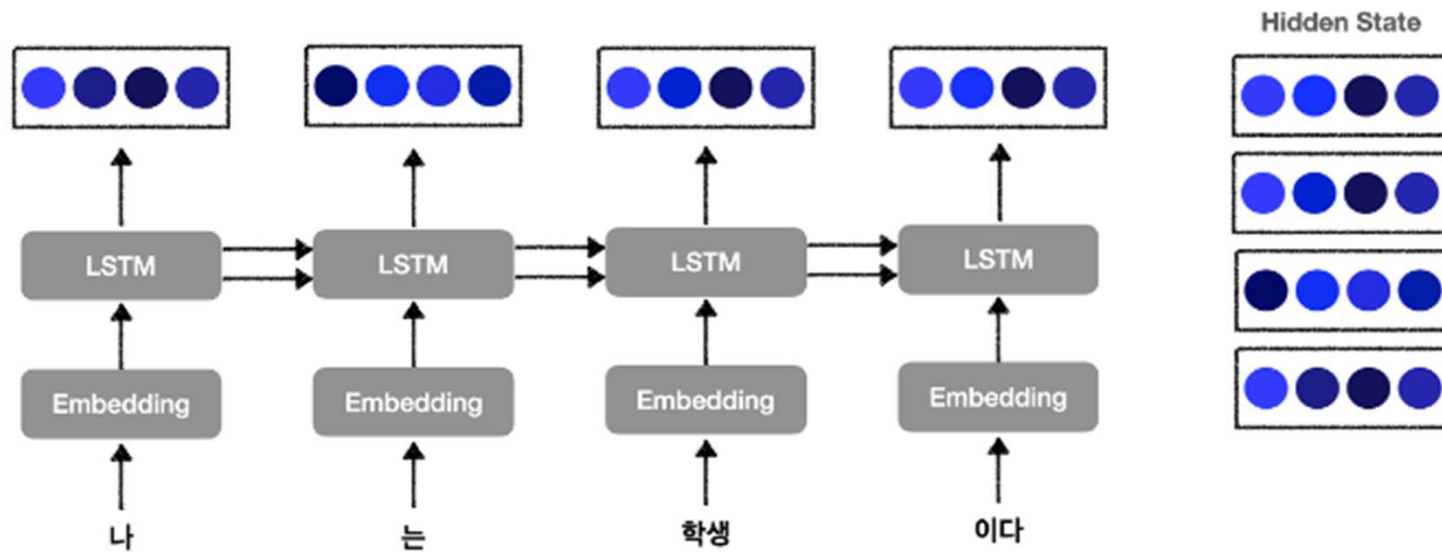 Hidden State
LSTM LSTM LSTM LSTM
Embedding Embedding Embedding Embedding
나 는 학생 이다